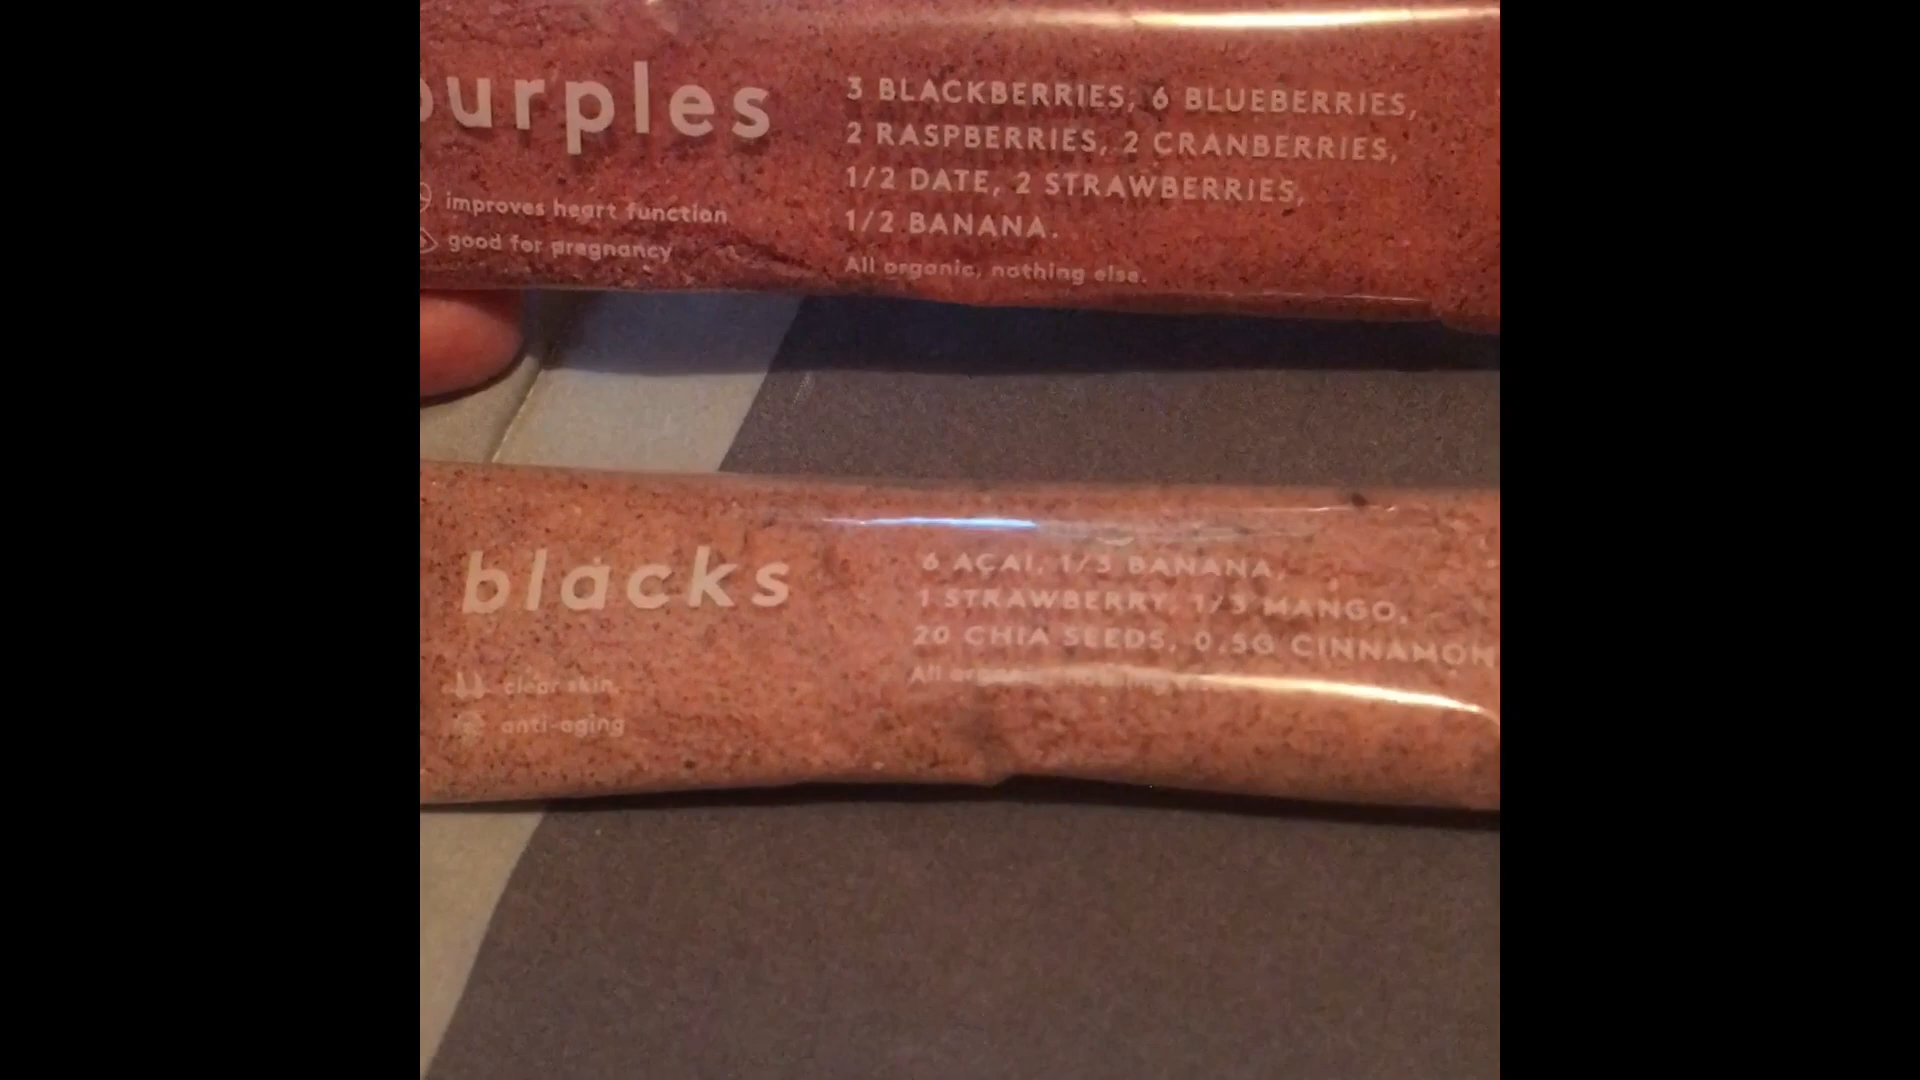 purples
3 BLACKBERRIES, 6 BLUEBERRIES,
2 RASPBERRIES, 2 CRANBERRIES,
1/2 DATE, 2 STRAWBERRIES,
1/2 BANANA.
All organic, nothing else.
improves heart function
good for pregnancy
blacks
6 AÇAI, 1/3 BANANA,
1 STRAWBERRY, 1/3 MANGO,
20 CHIA SEEDS, 0.5G CINNAMON
All
clear skin,
anti-aging